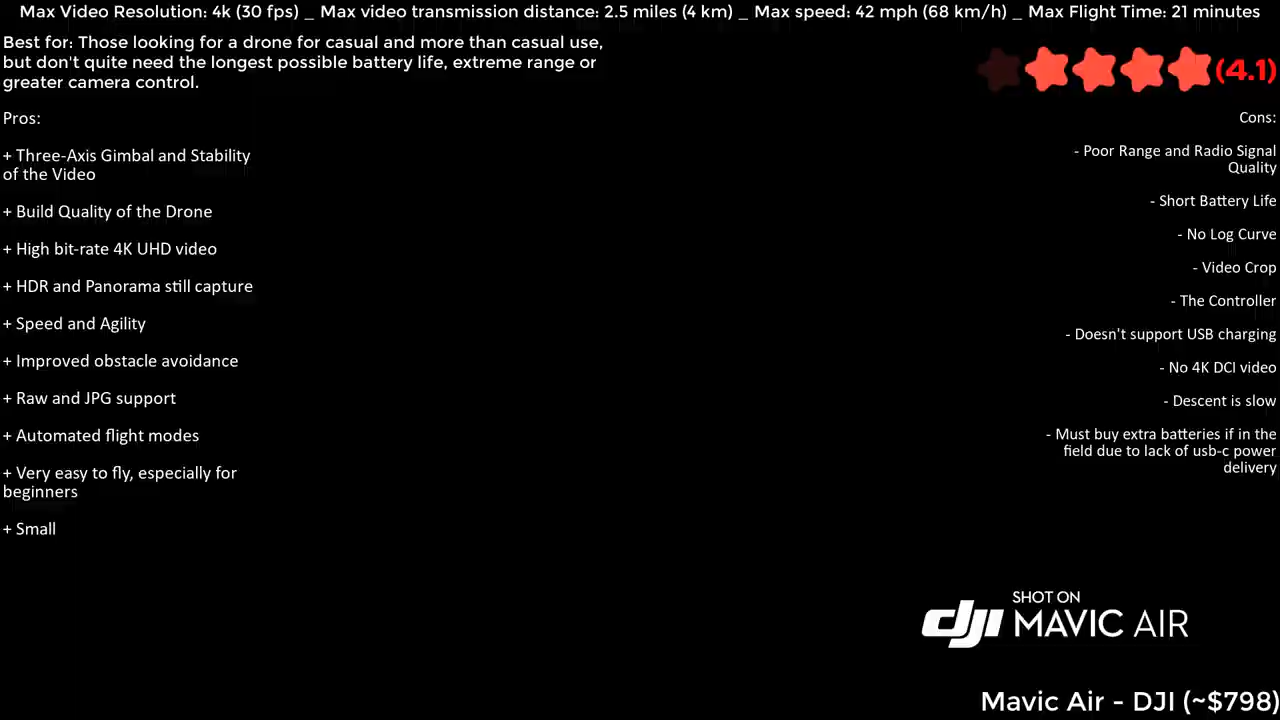 Max Video Resolution: 4k (30 fps) _ Max video transmission distance: 2.5 miles (4 km) _ Max speed: 42 mph (68 km/h) _ Max Flight Time: 21 minutes
Best for: Those looking for a drone for casual and more than casual use,
but don't quite need the longest possible battery life, extreme range or
greater camera control.
(4.1)
Pros:
+ Three-Axis Gimbal and Stability
of the Video
+ Build Quality of the Drone
+ High bit-rate 4K UHD video
+ HDR and Panorama still capture
+ Speed and Agility
+ Improved obstacle avoidance
+ Raw and JPG support
+ Automated flight modes
+ Very easy to fly, especially for
beginners
+ Small
Cons:
- Poor Range and Radio Signal
Quality
- Short Battery Life
- No Log Curve
- Video Crop
- The Controller
- Doesn't support USB charging
- No 4K DCI video
- Descent is slow
- Must buy extra batteries if in the
field due to lack of usb-c power
delivery
SHOT ON
dji MAVIC AIR
Mavic Air - DJI (~$798)